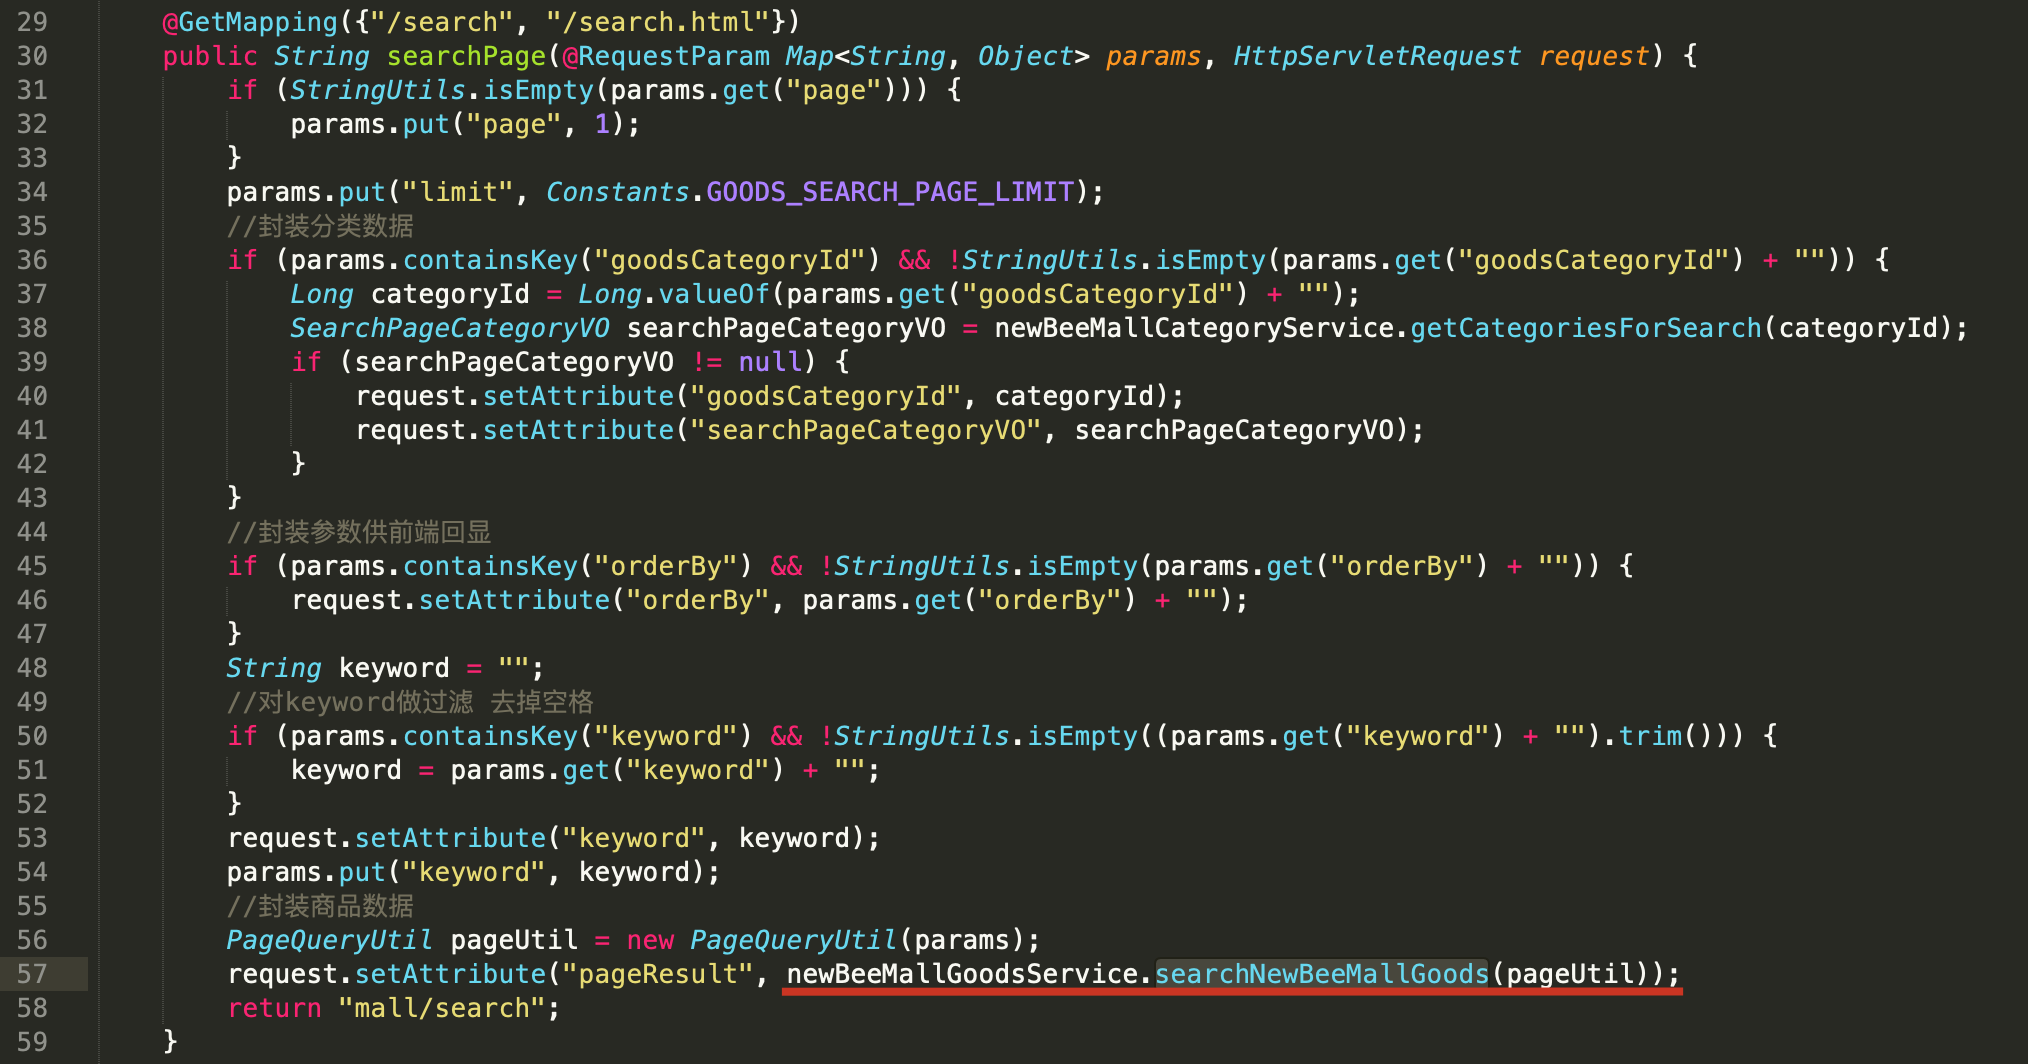 29 @GetMapping({"/search", "/search.html"})
30 public String searchPage(@RequestParam Map<String, Object> params, HttpServletRequest request) {
31 if (StringUtils.isEmpty(params.get("page"))) {
32 params.put("page", 1);
33 }
34 params.put("limit", Constants.GOODS_SEARCH_PAGE_LIMIT);
35 //封装分类数据
36 if (params.containsKey("goodsCategoryId") && !StringUtils.isEmpty(params.get("goodsCategoryId") + "")) {
37 Long categoryId = Long.valueOf(params.get("goodsCategoryId") + "");
38 SearchPageCategoryVO searchPageCategoryVO = newBeeMallCategoryService.getCategoriesForSearch(categoryId);
39 if (searchPageCategoryVO != null) {
40 request.setAttribute("goodsCategoryId", categoryId);
41 request.setAttribute("searchPageCategoryVO", searchPageCategoryVO);
42 }
43 }
44 //封装参数供前端回显
45 if (params.containsKey("orderBy") && !StringUtils.isEmpty(params.get("orderBy") + "")) {
46 request.setAttribute("orderBy", params.get("orderBy") + "");
47 }
48 String keyword = "";
49 //对keyword做过滤 去掉空格
50 if (params.containsKey("keyword") && !StringUtils.isEmpty((params.get("keyword") + "").trim())) {
51 keyword = params.get("keyword") + "";
52 }
53 request.setAttribute("keyword", keyword);
54 params.put("keyword", keyword);
55 //封装商品数据
56 PageQueryUtil pageUtil = new PageQueryUtil(params);
57 request.setAttribute("pageResult", newBeeMallGoodsService.searchNewBeeMallGoods(pageUtil));
58 return "mall/search";
59 }